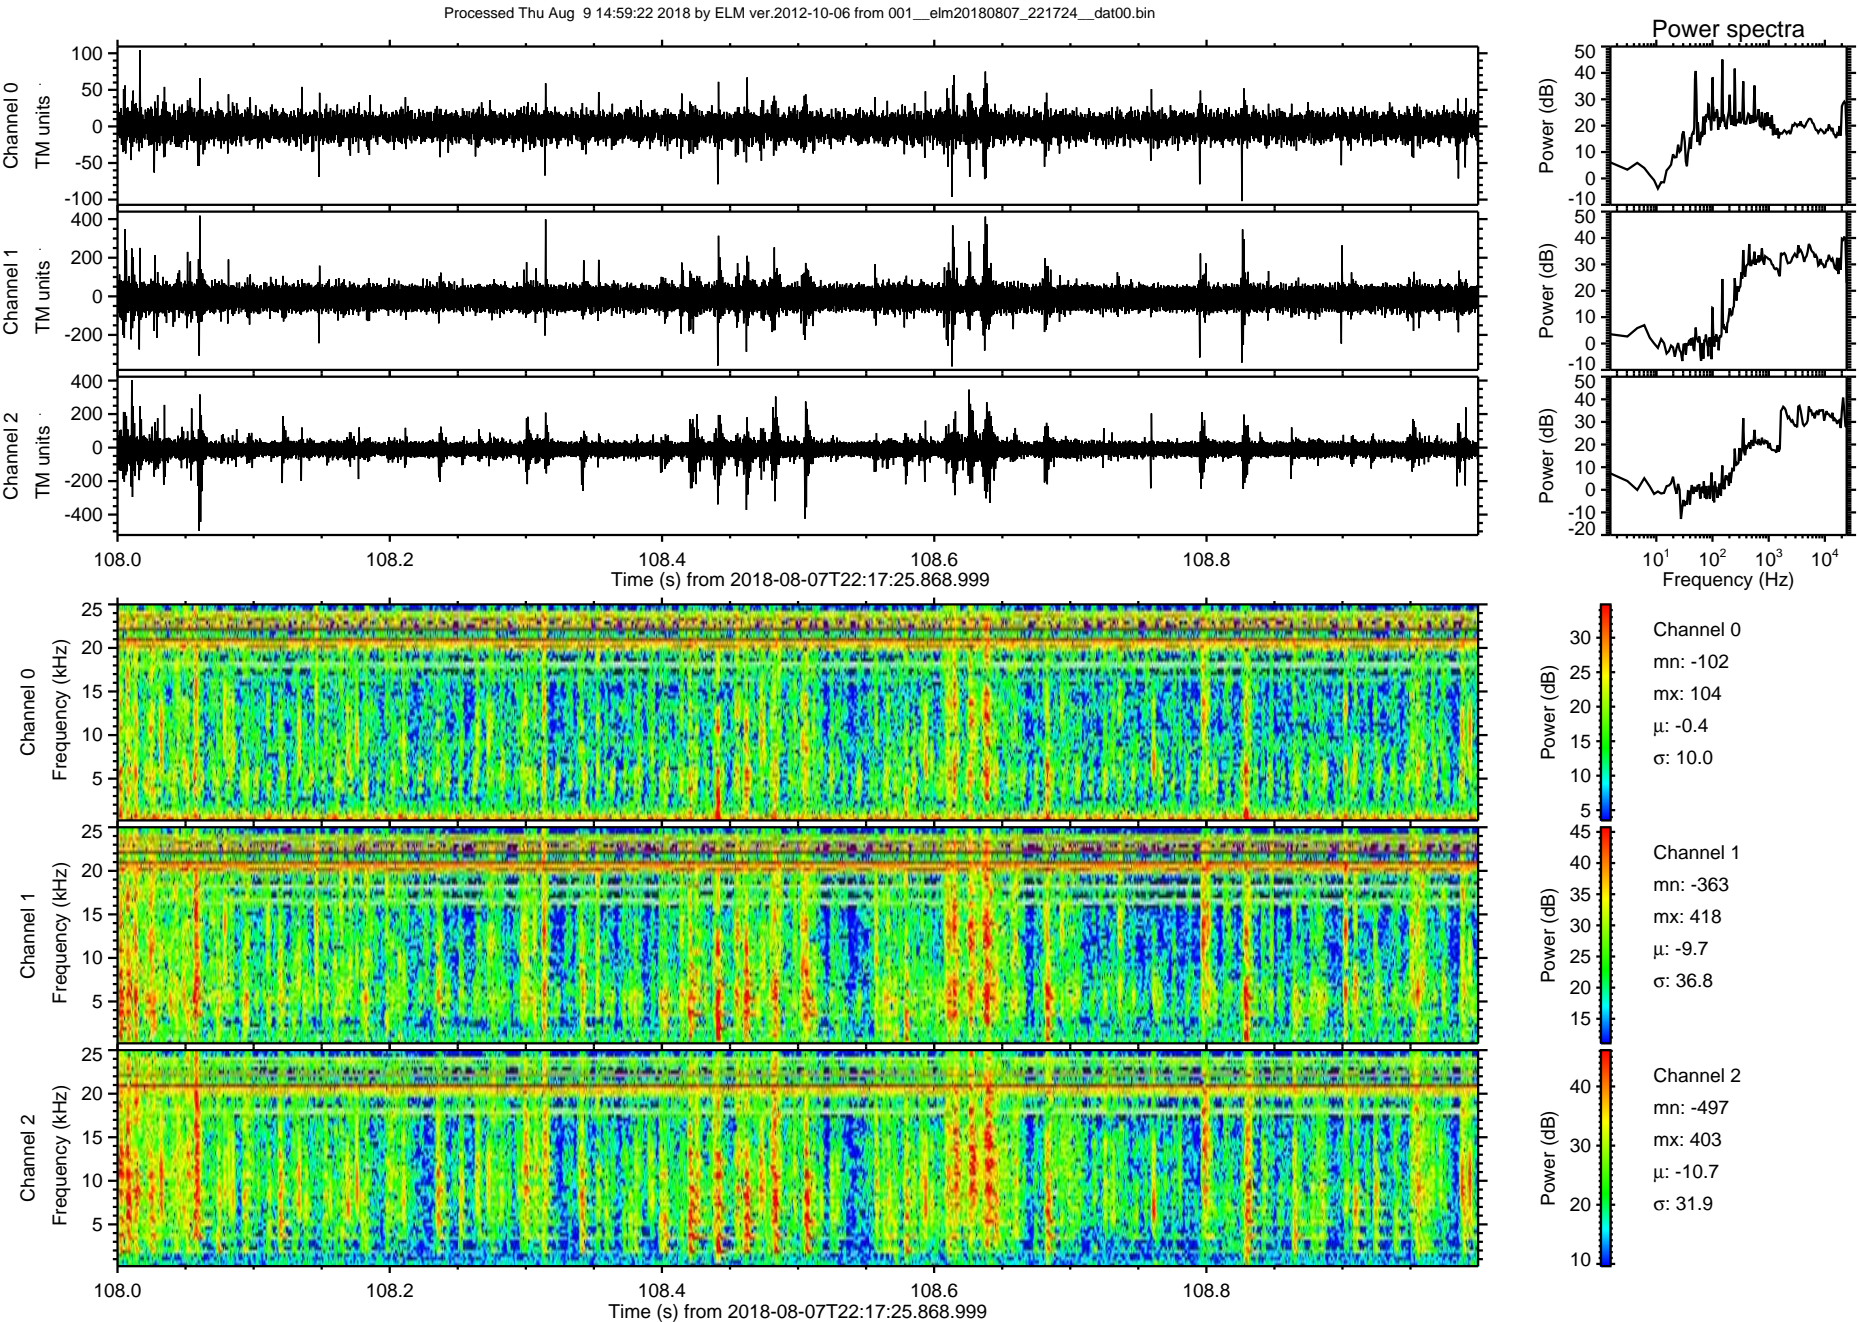 Processed Thu Aug  9 14:59:22 2018 by ELM ver.2012-10-06 from 001__elm20180807_221724__dat00.bin
Power spectra
Channel 0
TM units
100
50
0
-50
-100
Power (dB)
50
40
30
20
10
0
-10
Channel 1
TM units
400
200
0
-200
Power (dB)
50
40
30
20
10
0
-10
Channel 2
TM units
400
200
0
-200
-400
Power (dB)
50
40
30
20
10
0
-10
-20
108.0 108.2 108.4 108.6 108.8
Time (s) from 2018-08-07T22:17:25.868.999
10¹ 10² 10³ 10⁴
Frequency (Hz)
Channel 0
Frequency (kHz)
25
20
15
10
5
Power (dB)
30
25
20
15
10
5
Channel 0
mn: -102
mx: 104
μ: -0.4
σ: 10.0
Channel 1
Frequency (kHz)
25
20
15
10
5
Power (dB)
45
40
35
30
25
20
15
Channel 1
mn: -363
mx: 418
μ: -9.7
σ: 36.8
Channel 2
Frequency (kHz)
25
20
15
10
5
Power (dB)
40
30
20
10
Channel 2
mn: -497
mx: 403
μ: -10.7
σ: 31.9
108.0 108.2 108.4 108.6 108.8
Time (s) from 2018-08-07T22:17:25.868.999